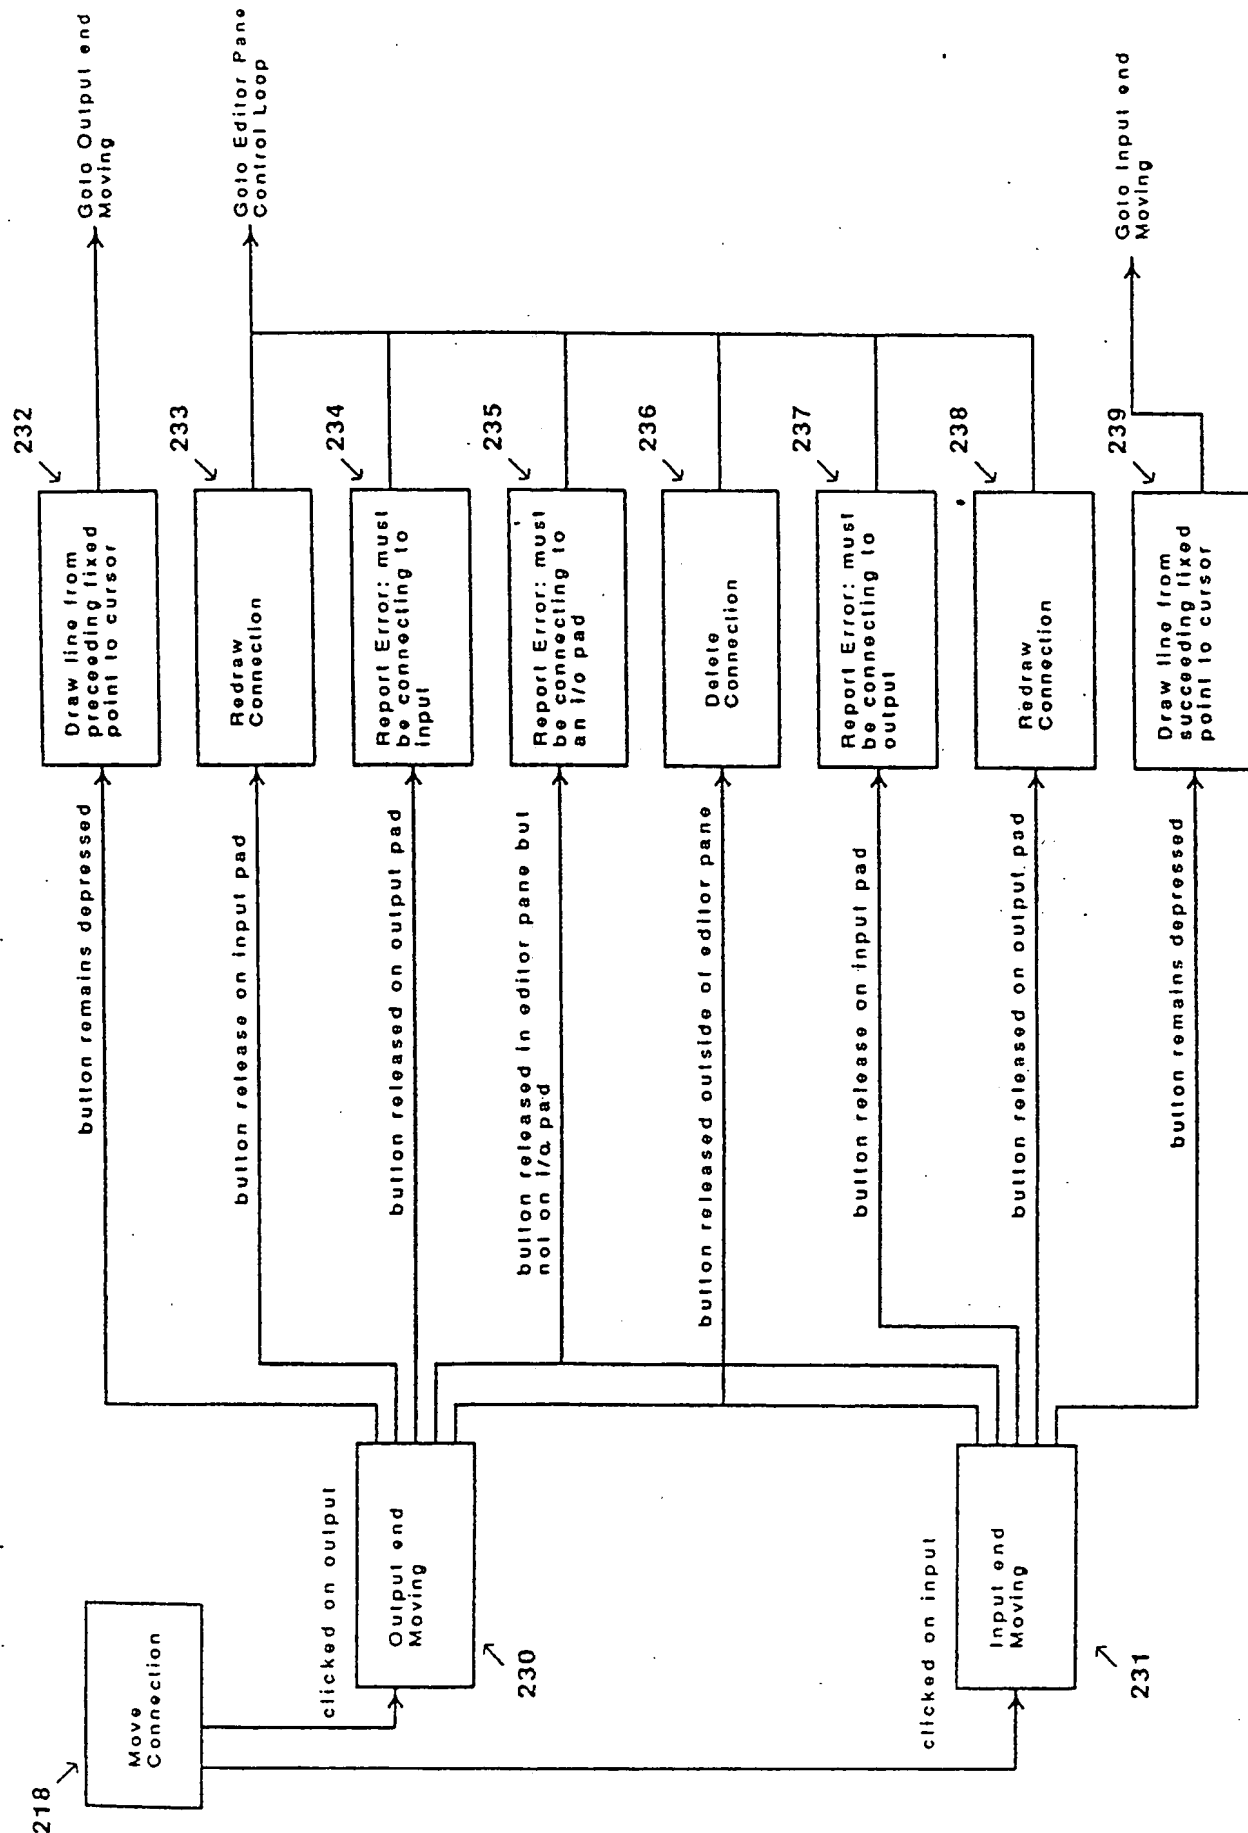 218
Move
Connection
clicked on output
Output end
Moving
230
clicked on input
Input end
Moving
231
button remains depressed
232
Draw line from
preceeding fixed
point to cursor
Goto Output end
Moving
button release on input pad
233
Redraw
Connection
Goto Editor Pane
Control Loop
button released on output pad
234
Report Error: must
be connecting to
input
button released in editor pane but
not on i/o pad
235
Report Error: must
be connecting to
an i/o pad
button released outside of editor pane
236
Delete
Connection
button release on input pad
237
Report Error: must
be connecting to
output
button released on output pad
238
Redraw
Connection
button remains depressed
239
Draw line from
succeeding fixed
point to cursor
Goto Input end
Moving